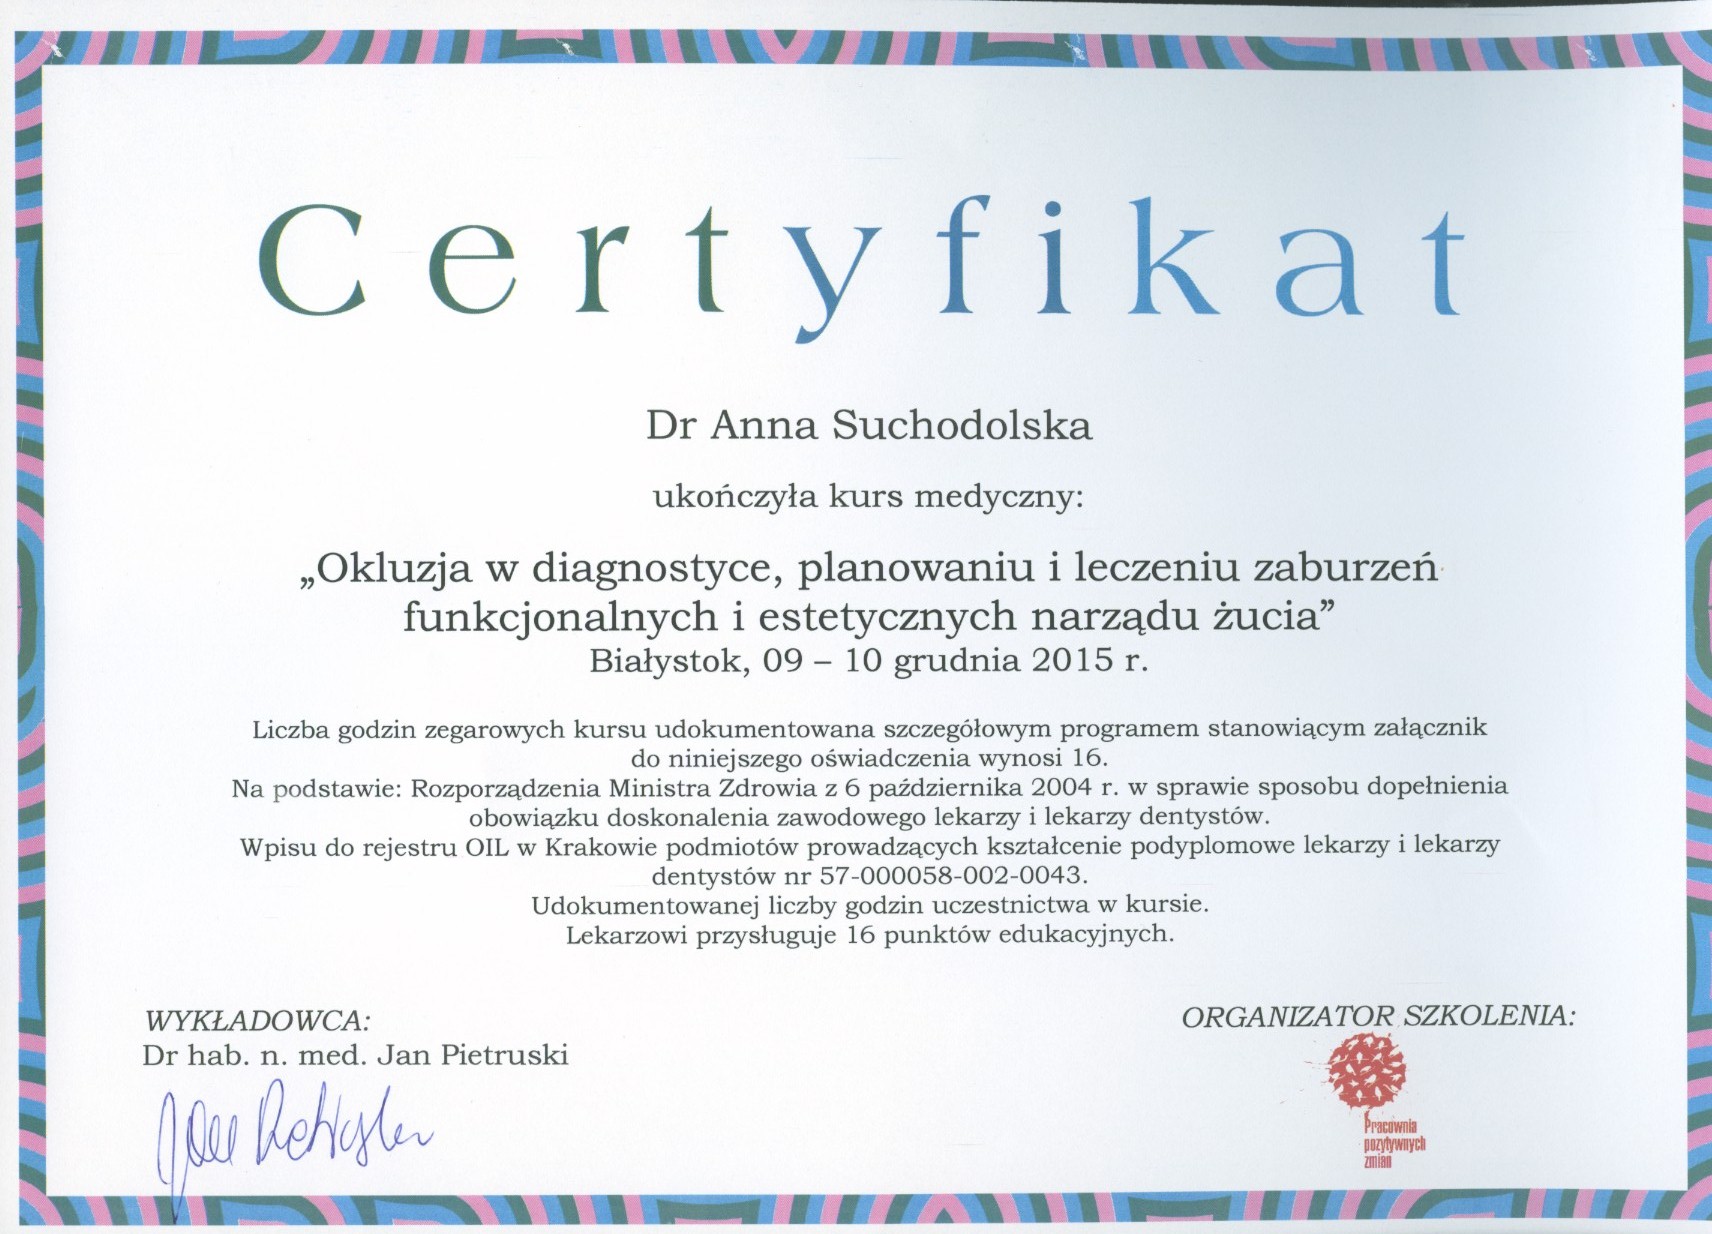 Certyfikat
Dr Anna Suchodolska
ukończyła kurs medyczny:
„Okluzja w diagnostyce, planowaniu i leczeniu zaburzeń
funkcjonalnych i estetycznych narządu żucia”
Białystok, 09 – 10 grudnia 2015 r.
Liczba godzin zegarowych kursu udokumentowana szczegółowym programem stanowiącym załącznik
do niniejszego oświadczenia wynosi 16.
Na podstawie: Rozporządzenia Ministra Zdrowia z 6 października 2004 r. w sprawie sposobu dopełnienia
obowiązku doskonalenia zawodowego lekarzy i lekarzy dentystów.
Wpisu do rejestru OIL w Krakowie podmiotów prowadzących kształcenie podyplomowe lekarzy i lekarzy
dentystów nr 57-000058-002-0043.
Udokumentowanej liczby godzin uczestnictwa w kursie.
Lekarzowi przysługuje 16 punktów edukacyjnych.
WYKŁADOWCA:
Dr hab. n. med. Jan Pietruski
ORGANIZATOR SZKOLENIA:
Pracownia
pozytywnych
zmian